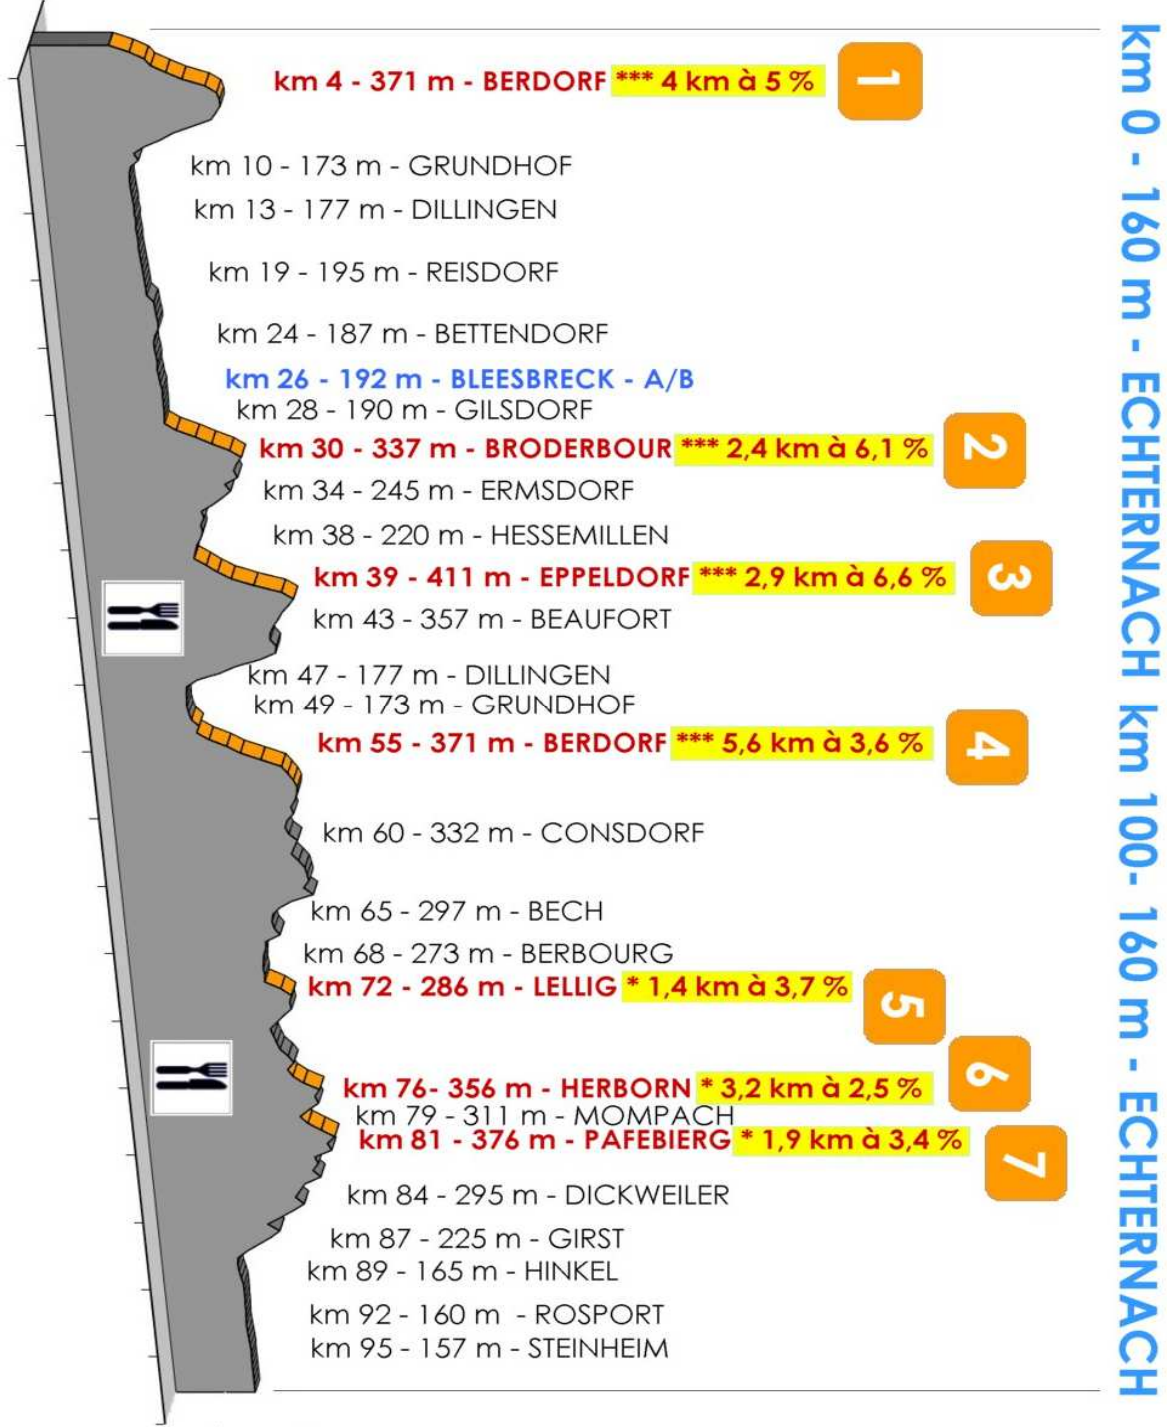 km 4 - 371 m - BERDORF *** 4 km à 5 %
1
km 10 - 173 m - GRUNDHOF
km 13 - 177 m - DILLINGEN
km 19 - 195 m - REISDORF
km 24 - 187 m - BETTENDORF
km 26 - 192 m - BLEESBRECK - A/B
km 28 - 190 m - GILSDORF
km 30 - 337 m - BRODERBOUR *** 2,4 km à 6,1 %
2
km 34 - 245 m - ERMSDORF
km 38 - 220 m - HESSEMILLEN
km 39 - 411 m - EPPELDORF *** 2,9 km à 6,6 %
3
km 43 - 357 m - BEAUFORT
km 47 - 177 m - DILLINGEN
km 49 - 173 m - GRUNDHOF
km 55 - 371 m - BERDORF *** 5,6 km à 3,6 %
4
km 60 - 332 m - CONSDORF
km 65 - 297 m - BECH
km 68 - 273 m - BERBOURG
km 72 - 286 m - LELLIG * 1,4 km à 3,7 %
5
6
km 76- 356 m - HERBORN * 3,2 km à 2,5 %
km 79 - 311 m - MOMPACH
km 81 - 376 m - PAFEBIERG * 1,9 km à 3,4 %
7
km 84 - 295 m - DICKWEILER
km 87 - 225 m - GIRST
km 89 - 165 m - HINKEL
km 92 - 160 m - ROSPORT
km 95 - 157 m - STEINHEIM
km 0 - 160 m - ECHTERNACH km 100- 160 m - ECHTERNACH